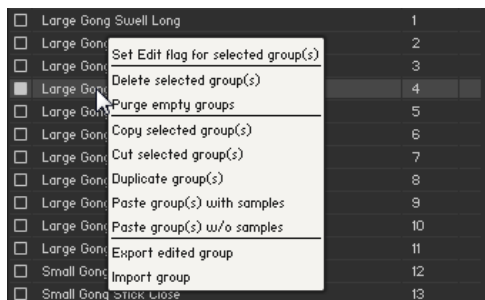 Large Gong Swell Long 1
Large Gong 2
Set Edit flag for selected group(s)
Large Gong 3
Delete selected group(s)
Large Gong 4
Purge empty groups
Large Gong 5
Copy selected group(s)
Large Gong 6
Cut selected group(s)
Large Gong 7
Duplicate group(s)
Large Gong 8
Paste group(s) with samples
Large Gong 9
Paste group(s) w/o samples
Large Gong 10
Export edited group
Large Gong 11
Import group
Small Gong 12
Small Gong Stick Close 13